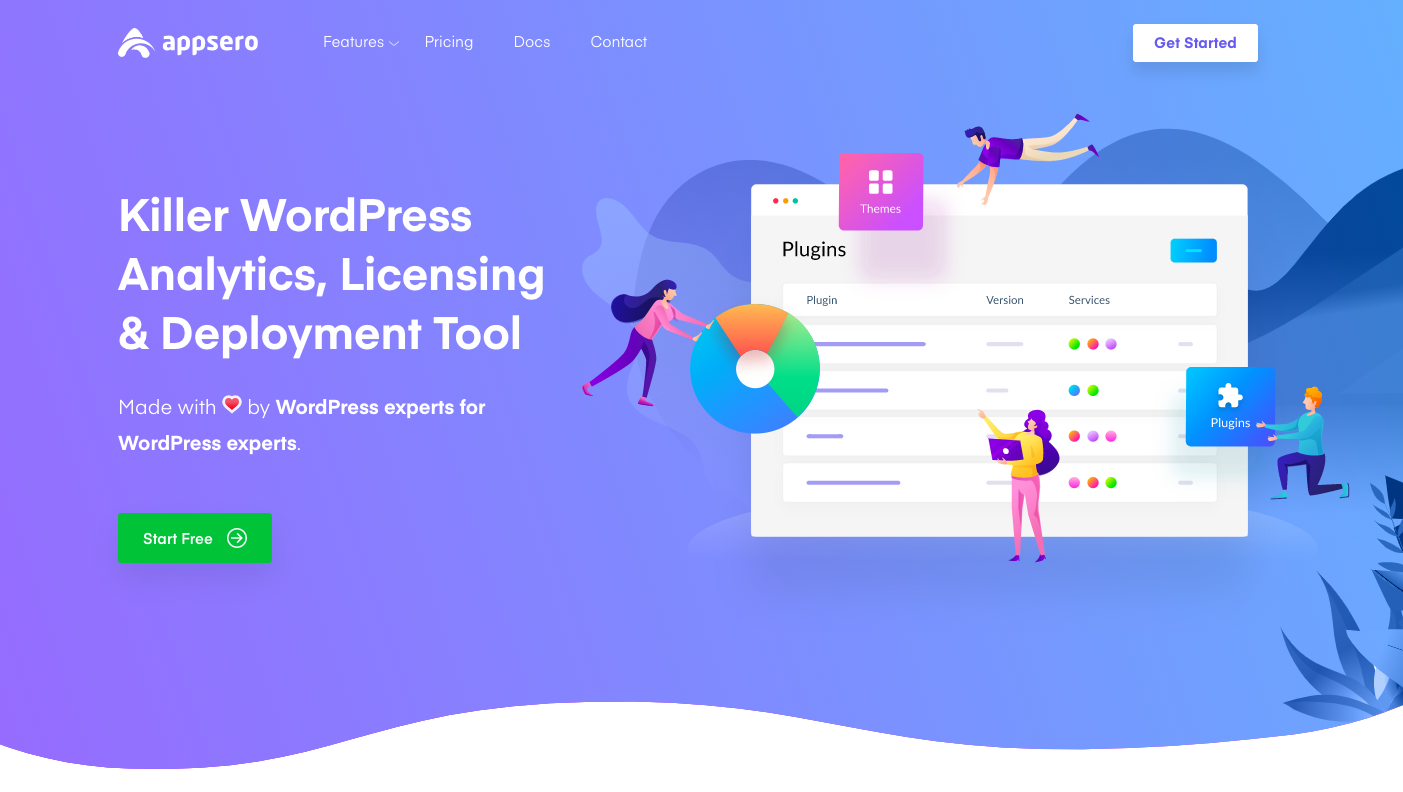 appsero
Features
Pricing
Docs
Contact
Get Started
Killer WordPress
Analytics, Licensing
& Deployment Tool
Made with ❤ by WordPress experts for
WordPress experts.
Start Free
Themes
Plugins
Plugin
Version
Services
Plugins